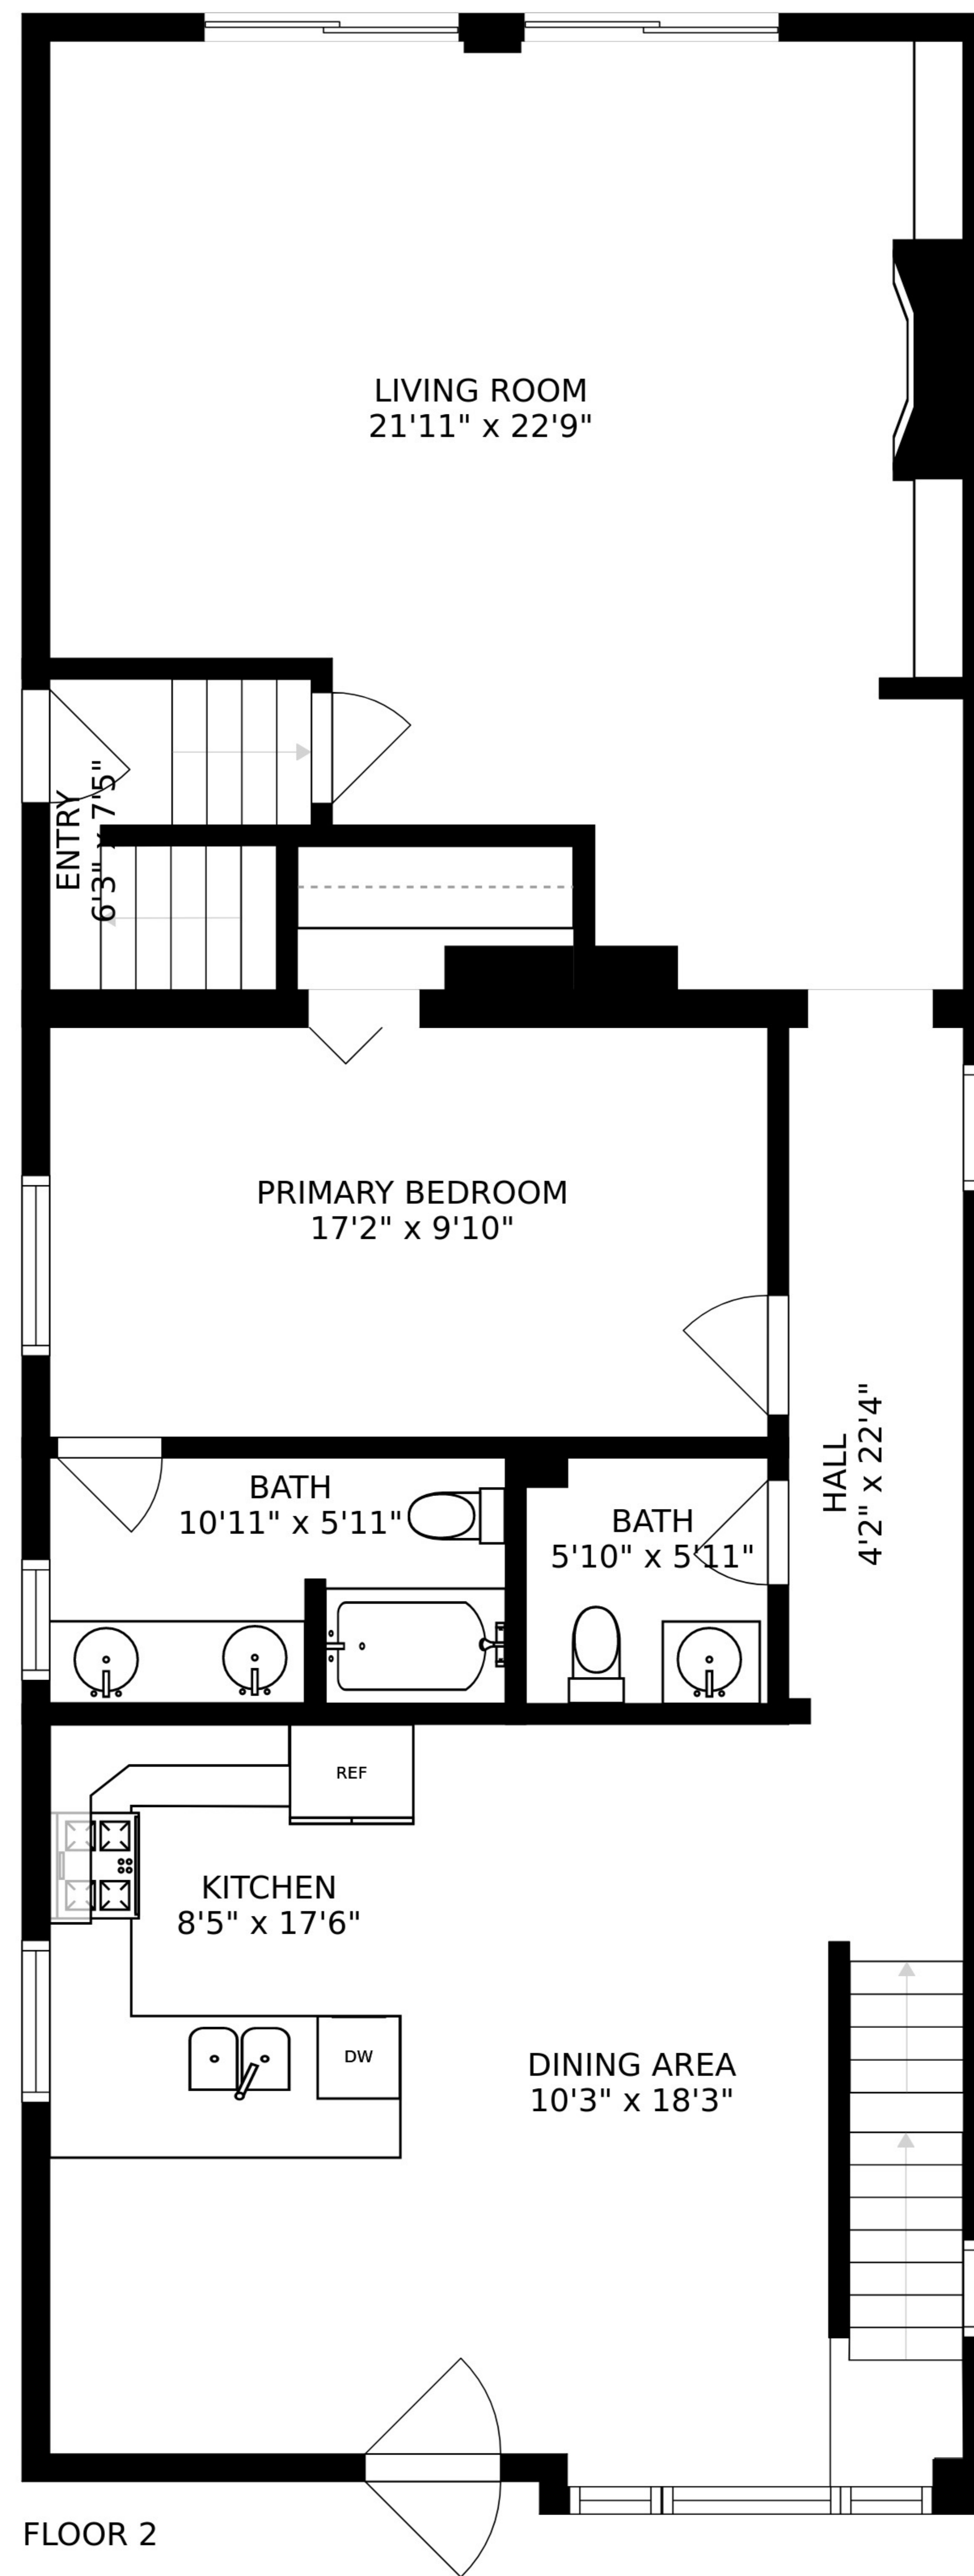 LIVING ROOM
21'11" x 22'9"
ENTRY
6'3" x 7'5"
PRIMARY BEDROOM
17'2" x 9'10"
HALL
4'2" x 22'4"
BATH
10'11" x 5'11"
BATH
5'10" x 5'11"
REF
KITCHEN
8'5" x 17'6"
DW
DINING AREA
10'3" x 18'3"
FLOOR 2